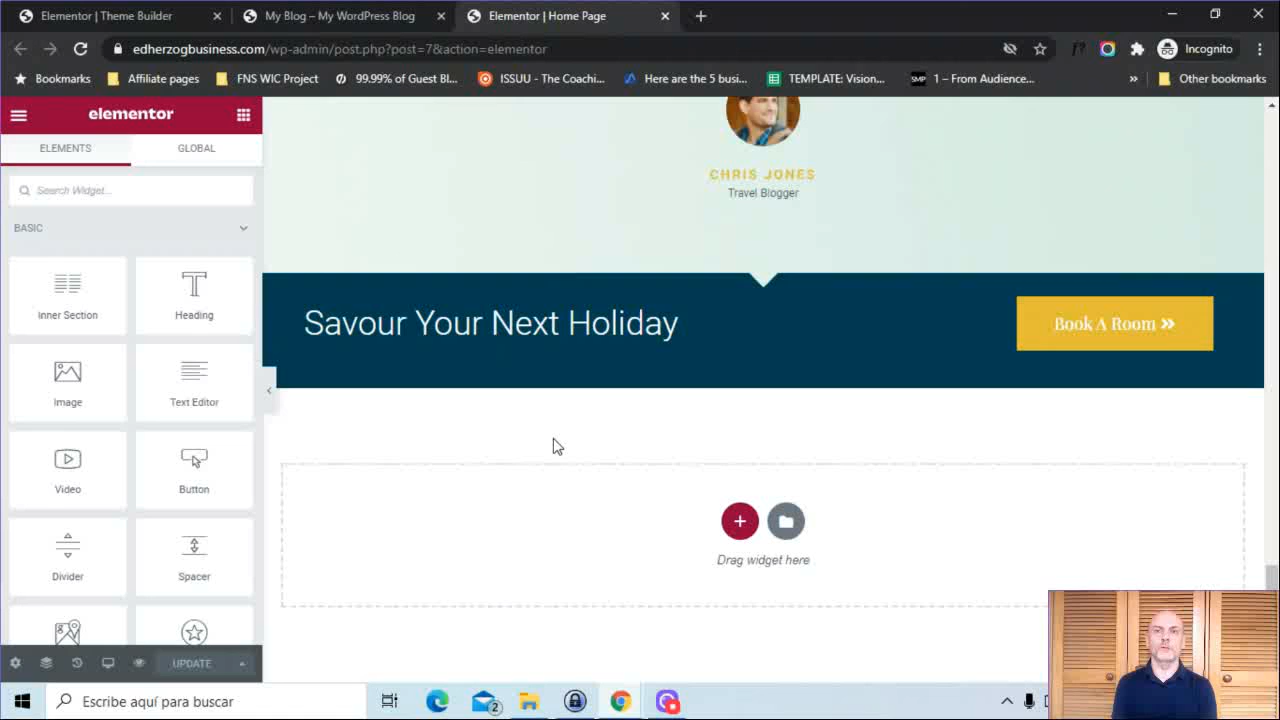 Elementor | Theme Builder
My Blog – My WordPress Blog
Elementor | Home Page
edherzogbusiness.com/wp-admin/post.php?post=7&action=elementor
f?
Incognito
Bookmarks
Affiliate pages
FNS WIC Project
99.99% of Guest Bl...
ISSUU - The Coachi...
Here are the 5 busi...
TEMPLATE: Vision...
SMP
1 – From Audience...
»
Other bookmarks
elementor
ELEMENTS
GLOBAL
Search Widget...
BASIC
Inner Section
Heading
Image
Text Editor
Video
Button
Divider
Spacer
UPDATE
CHRIS JONES
Travel Blogger
Savour Your Next Holiday
Book A Room »
Drag widget here
Escribe aquí para buscar
2